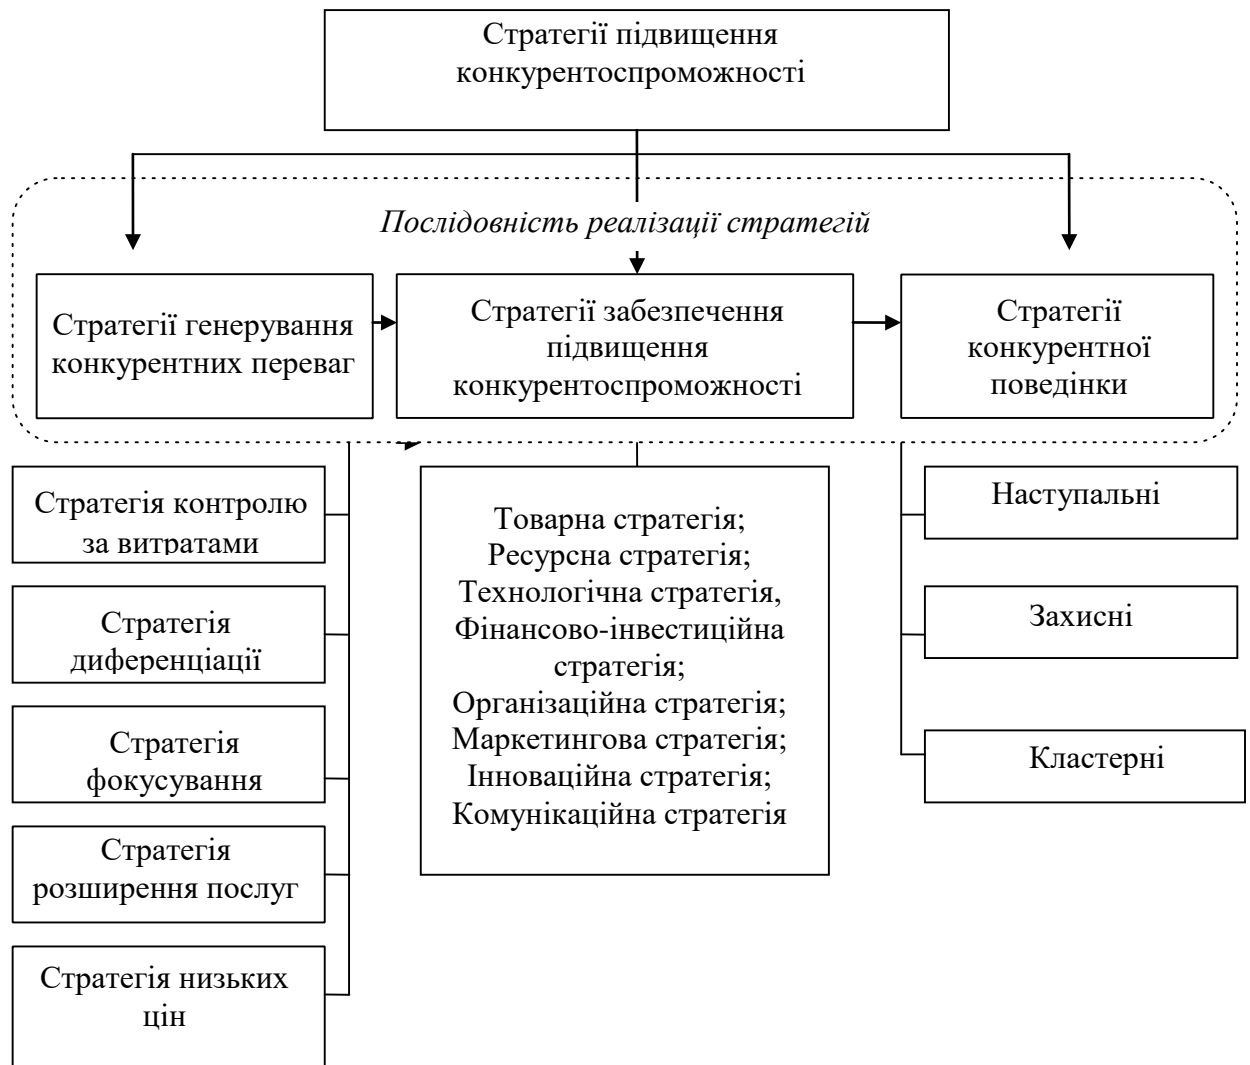 Стратегії підвищення
конкурентоспроможності
Послідовність реалізації стратегій
Стратегії генерування
конкурентних переваг
Стратегії забезпечення
підвищення
конкурентоспроможності
Стратегії
конкурентної
поведінки
Стратегія контролю
за витратами
Стратегія
диференціації
Стратегія
фокусування
Стратегія
розширення послуг
Стратегія низьких
цін
Товарна стратегія;
Ресурсна стратегія;
Технологічна стратегія,
Фінансово-інвестиційна
стратегія;
Організаційна стратегія;
Маркетингова стратегія;
Інноваційна стратегія;
Комунікаційна стратегія
Наступальні
Захисні
Кластерні